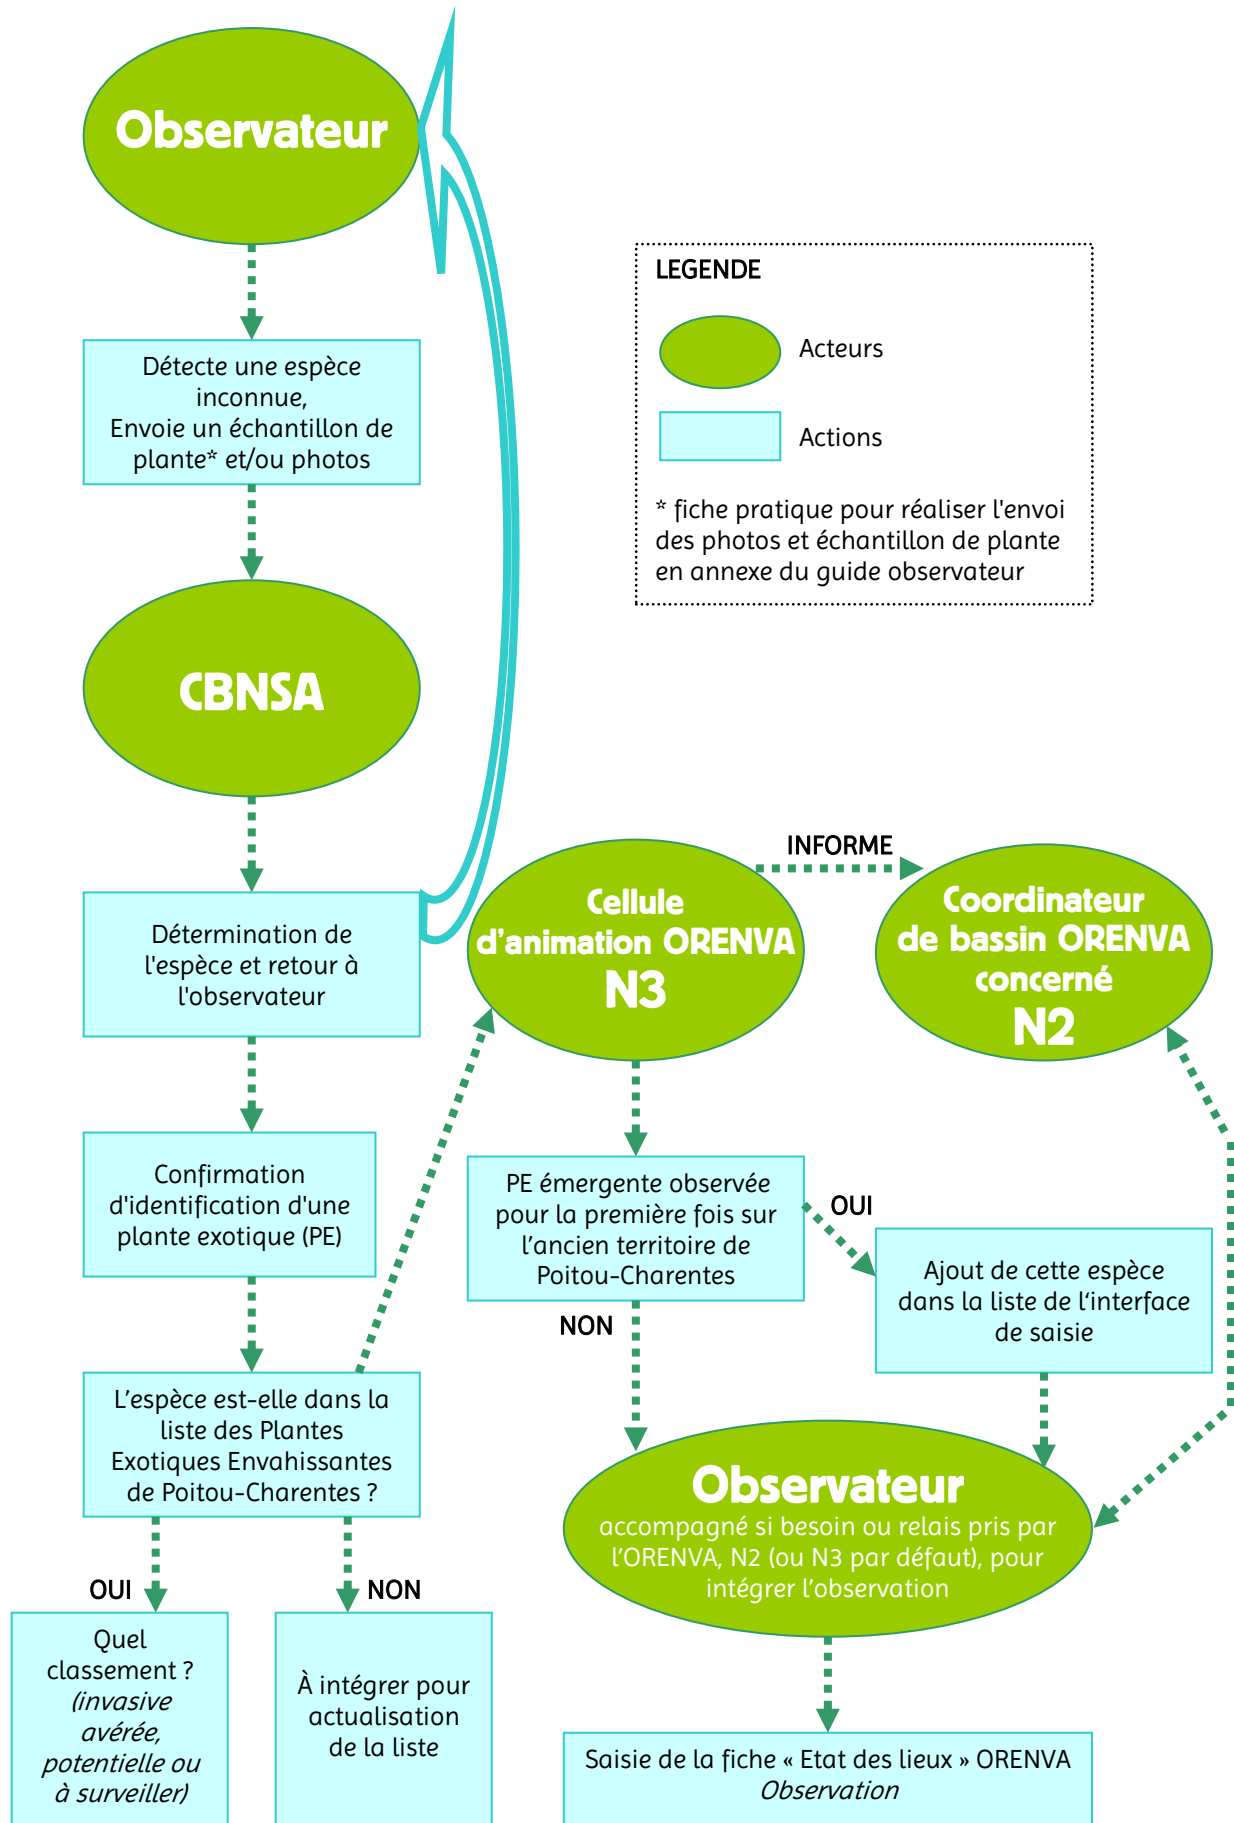 Observateur
Détecte une espèce
inconnue,
Envoie un échantillon de
plante* et/ou photos
CBNSA
Détermination de
l'espèce et retour à
l'observateur
Confirmation
d'identification d'une
plante exotique (PE)
L’espèce est-elle dans la
liste des Plantes
Exotiques Envahissantes
de Poitou-Charentes ?
OUI
NON
Quel
classement ?
(invasive
avérée,
potentielle ou
à surveiller)
À intégrer pour
actualisation
de la liste
LEGENDE
Acteurs
Actions
* fiche pratique pour réaliser l'envoi
des photos et échantillon de plante
en annexe du guide observateur
Cellule
d’animation ORENVA
N3
INFORME
Coordinateur
de bassin ORENVA
concerné
N2
PE émergente observée
pour la première fois sur
l’ancien territoire de
Poitou-Charentes
OUI
NON
Ajout de cette espèce
dans la liste de l‘interface
de saisie
Observateur
accompagné si besoin ou relais pris par
l’ORENVA, N2 (ou N3 par défaut), pour
intégrer l’observation
Saisie de la fiche « Etat des lieux » ORENVA
Observation